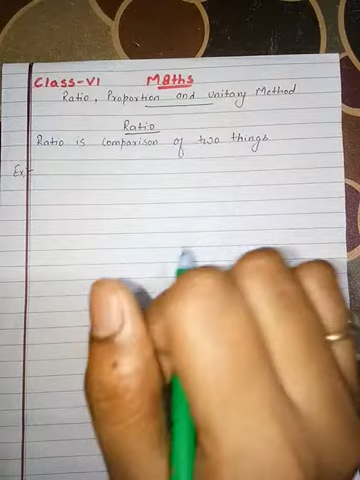 Class-VI Maths
Ratio, Proportion and Unitary Method
Ratio
Ratio is comparison of two things
Ex:-